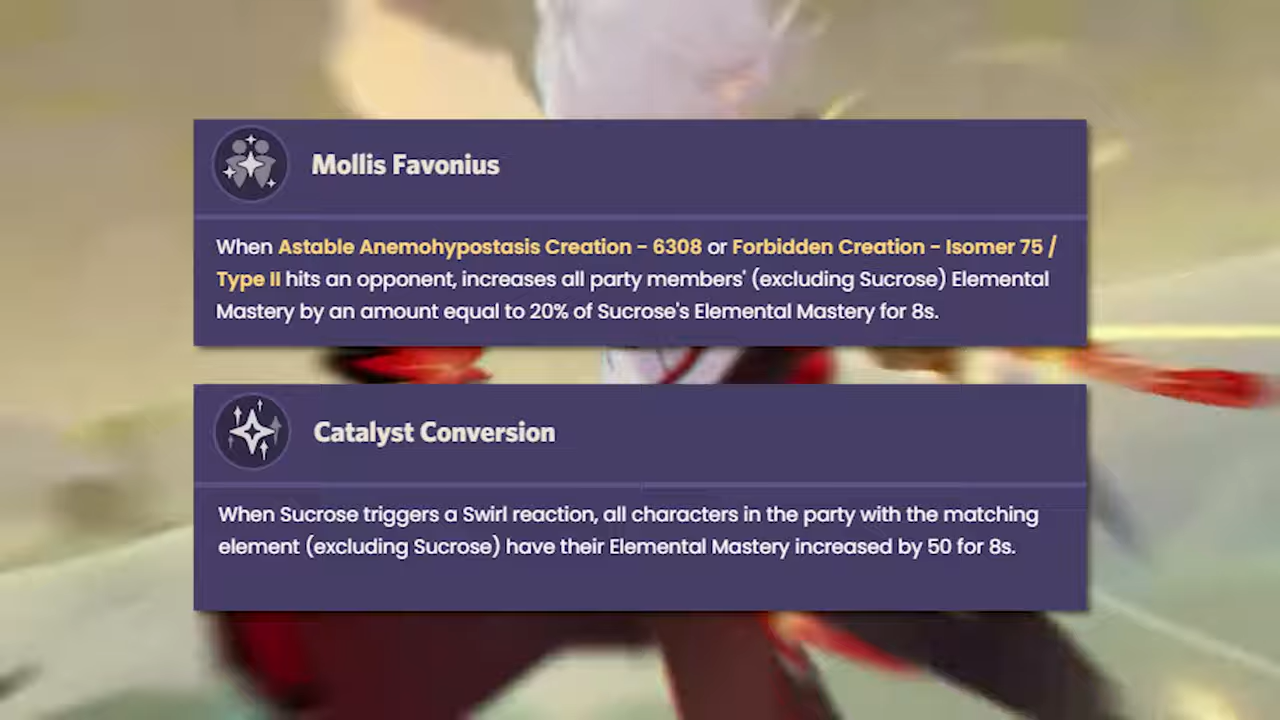 Mollis Favonius
When Astable Anemohypostasis Creation - 6308 or Forbidden Creation - Isomer 75 /
Type II hits an opponent, increases all party members' (excluding Sucrose) Elemental
Mastery by an amount equal to 20% of Sucrose's Elemental Mastery for 8s.
Catalyst Conversion
When Sucrose triggers a Swirl reaction, all characters in the party with the matching
element (excluding Sucrose) have their Elemental Mastery increased by 50 for 8s.